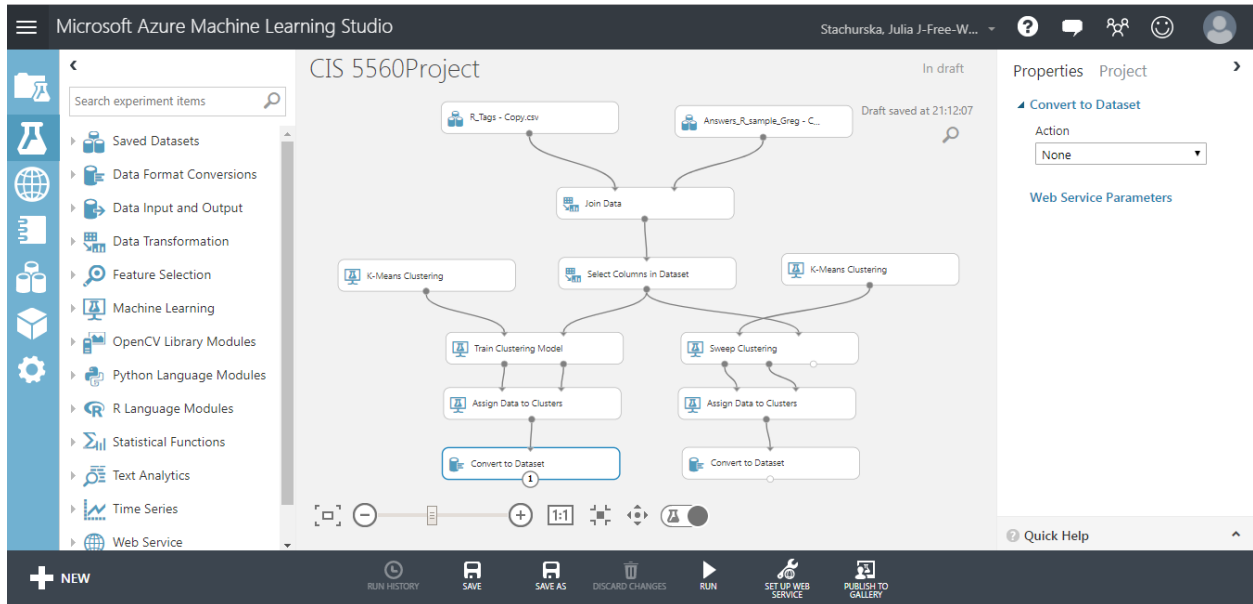 Microsoft Azure Machine Learning Studio
Stachurska, Julia J-Free-W...
Search experiment items
Saved Datasets
Data Format Conversions
Data Input and Output
Data Transformation
Feature Selection
Machine Learning
OpenCV Library Modules
Python Language Modules
R Language Modules
Statistical Functions
Text Analytics
Time Series
Web Service
CIS 5560Project
In draft
Draft saved at 21:12:07
R_Tags - Copy.csv
Answers_R_sample_Greg - C...
Join Data
K-Means Clustering
Select Columns in Dataset
K-Means Clustering
Train Clustering Model
Sweep Clustering
Assign Data to Clusters
Assign Data to Clusters
Convert to Dataset
1
Convert to Dataset
1:1
Properties Project
Convert to Dataset
Action
None
Web Service Parameters
Quick Help
NEW
RUN HISTORY
SAVE
SAVE AS
DISCARD CHANGES
RUN
SET UP WEB
SERVICE
PUBLISH TO
GALLERY